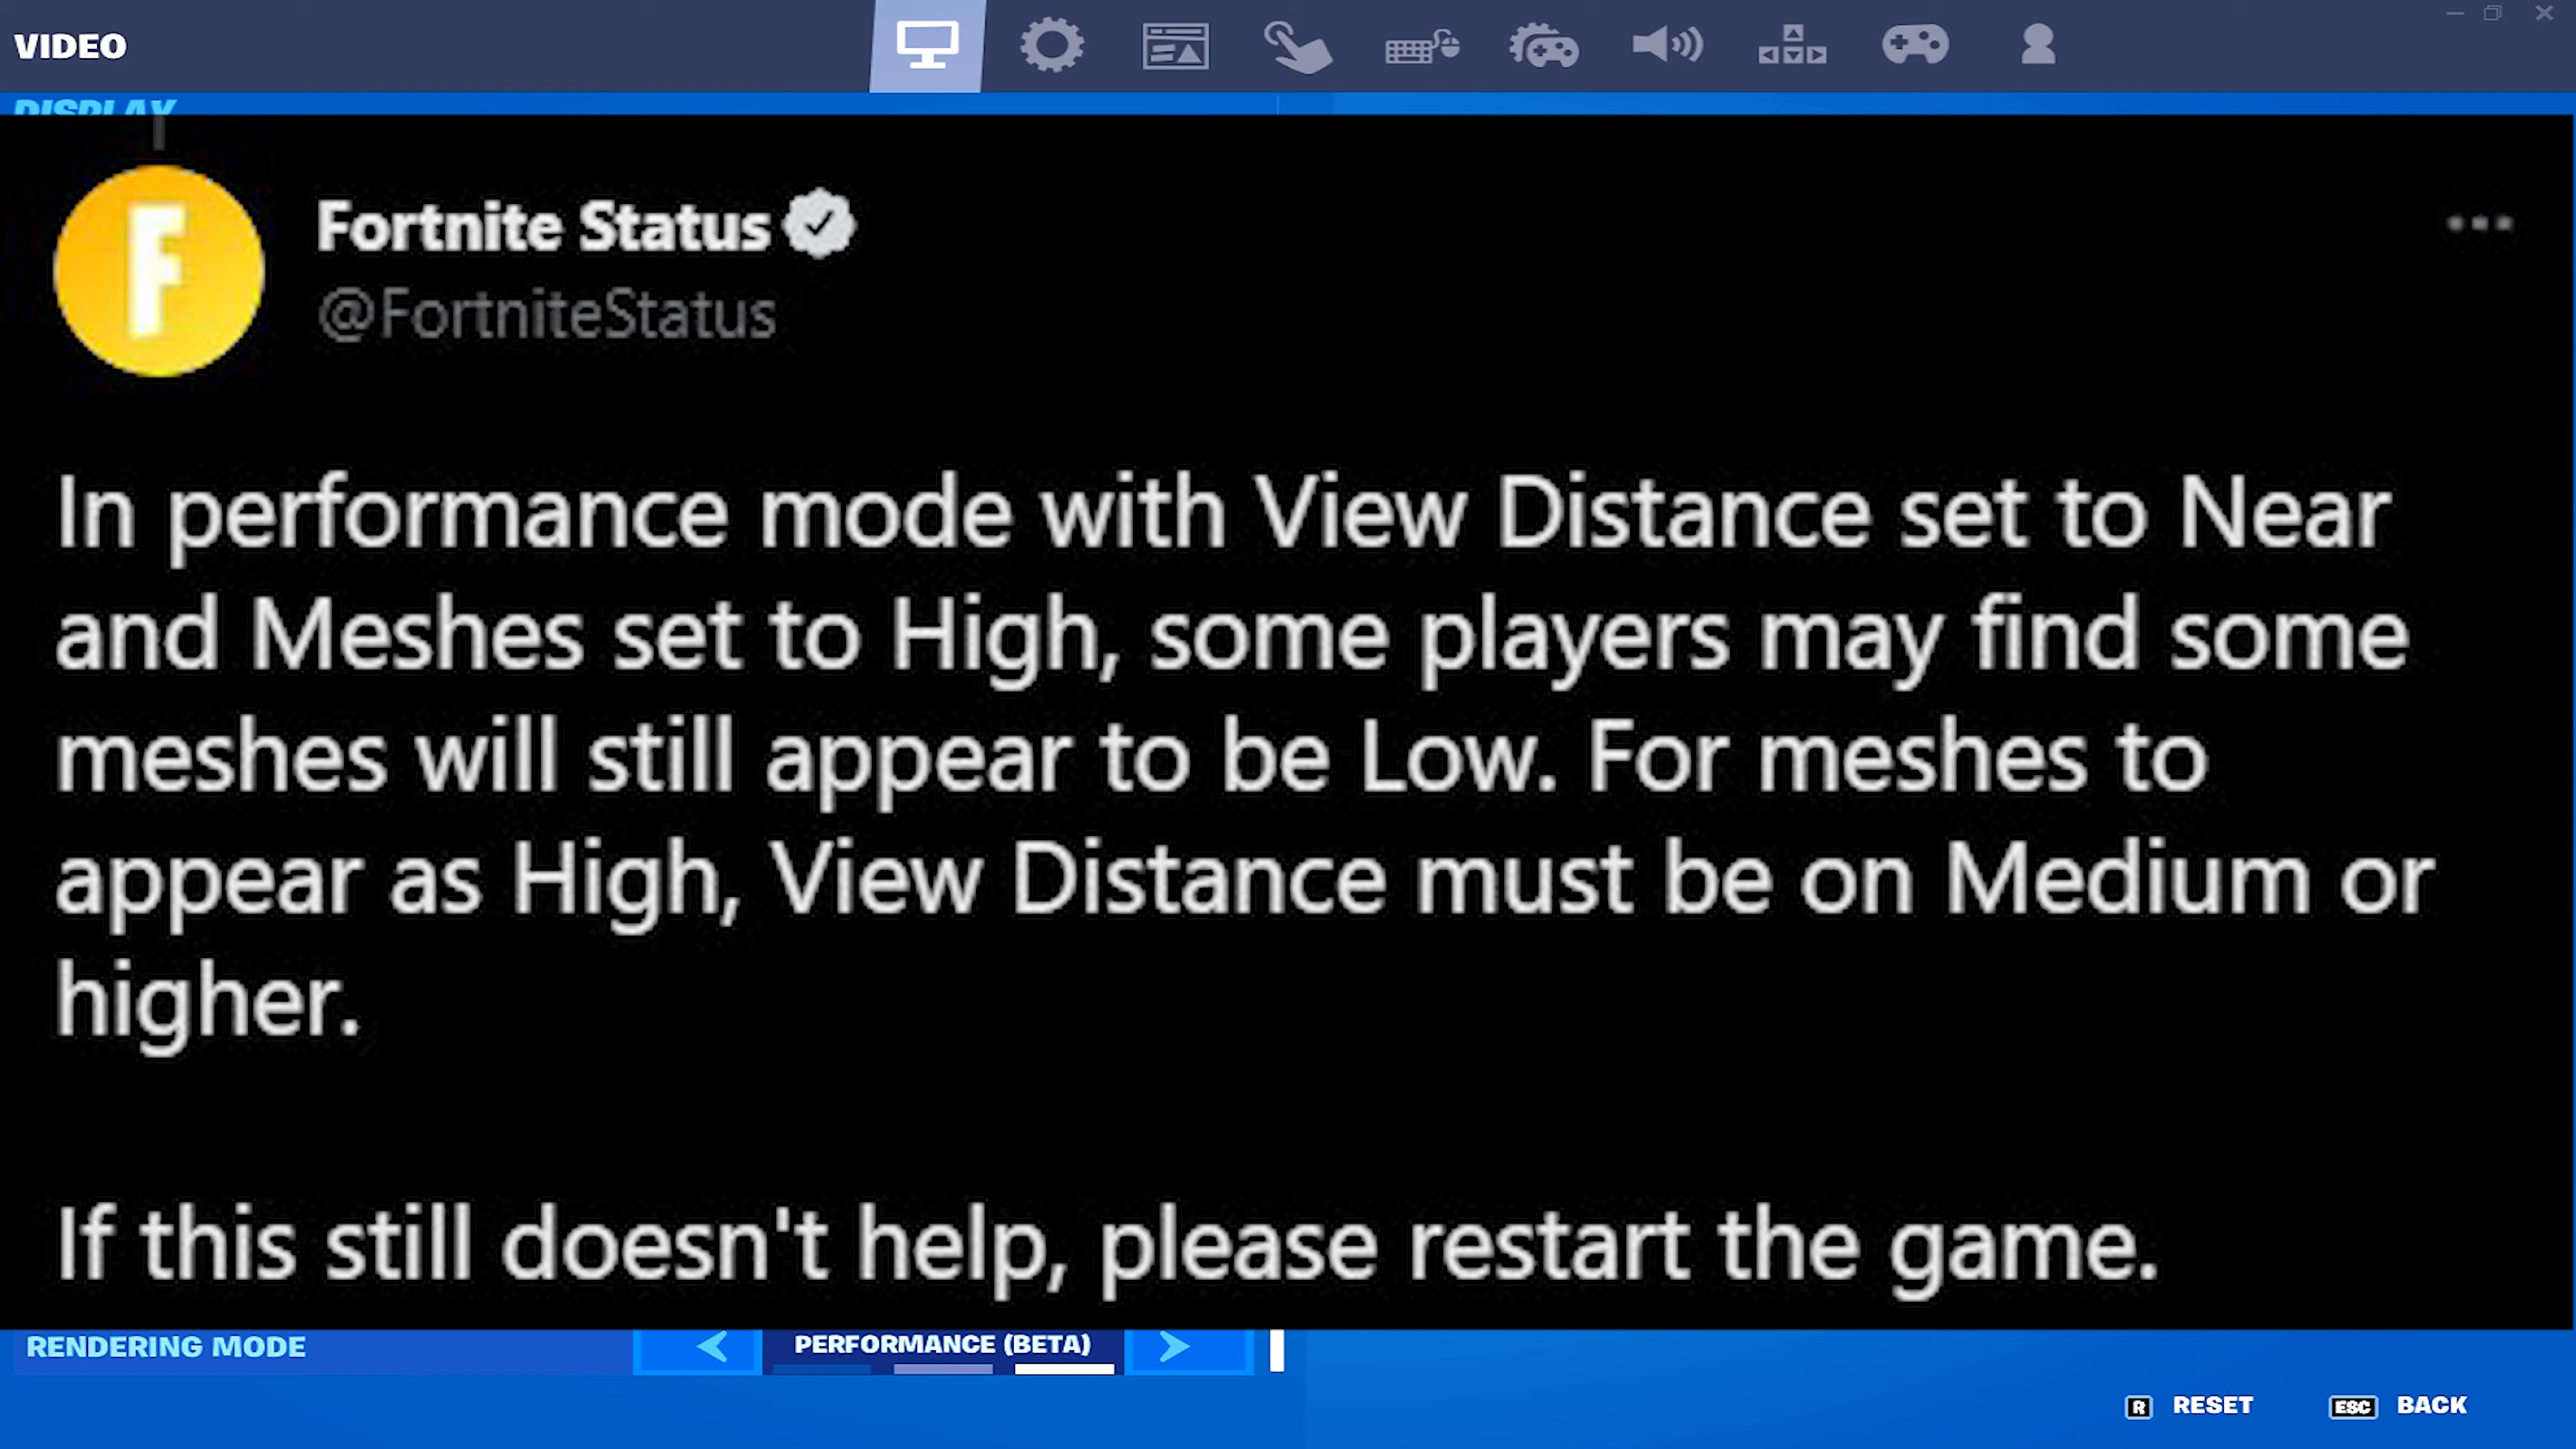 VIDEO
DISPLAY
Fortnite Status
@FortniteStatus
In performance mode with View Distance set to Near
and Meshes set to High, some players may find some
meshes will still appear to be Low. For meshes to
appear as High, View Distance must be on Medium or
higher.
If this still doesn't help, please restart the game.
RENDERING MODE
PERFORMANCE (BETA)
R RESET
ESC BACK